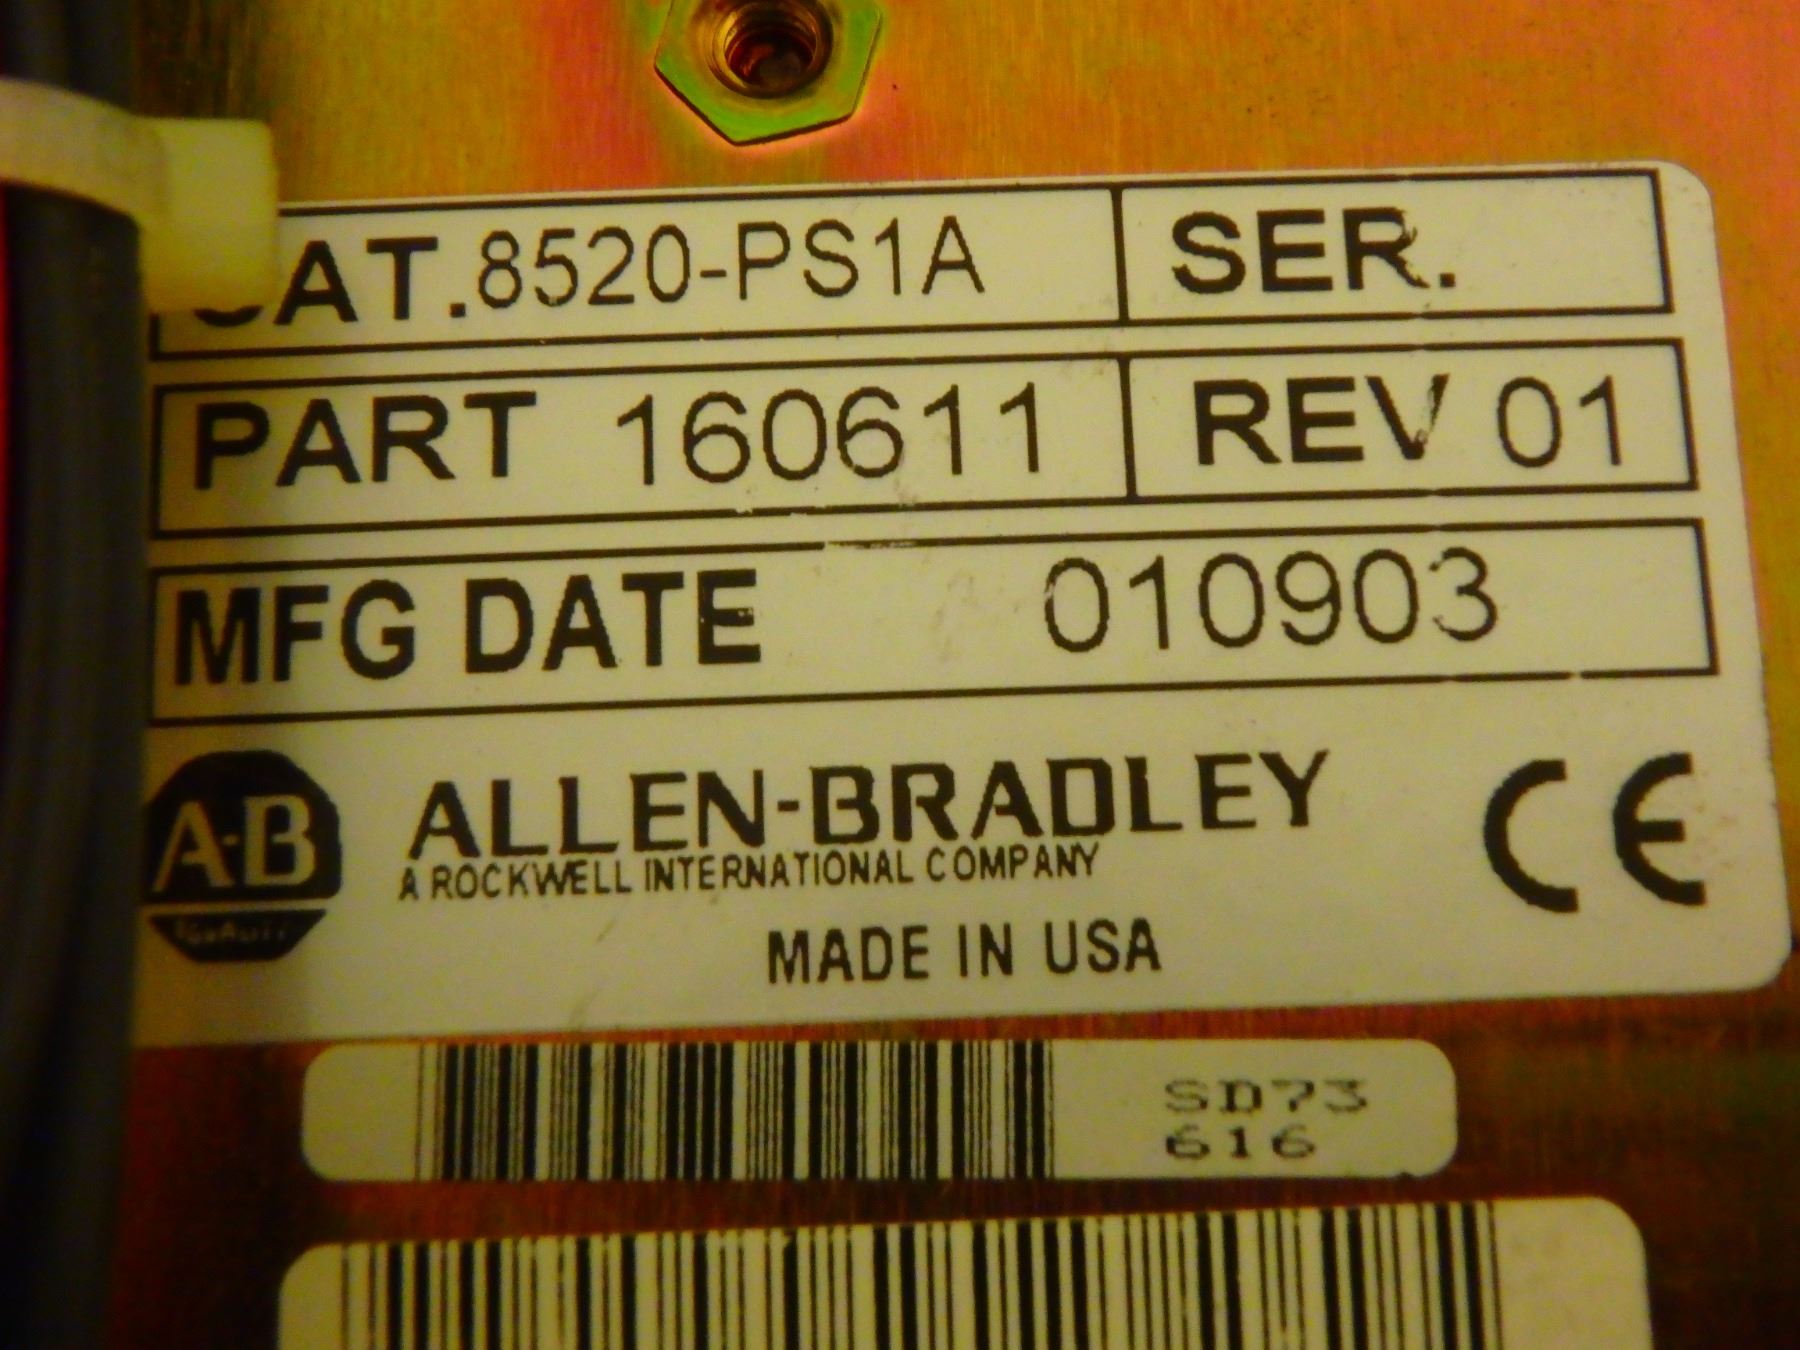 CAT. 8520-PS1A SER.
PART 160611 REV 01
MFG DATE 010903
A-B
ALLEN-BRADLEY
A ROCKWELL INTERNATIONAL COMPANY
CE
MADE IN USA
SD73
616